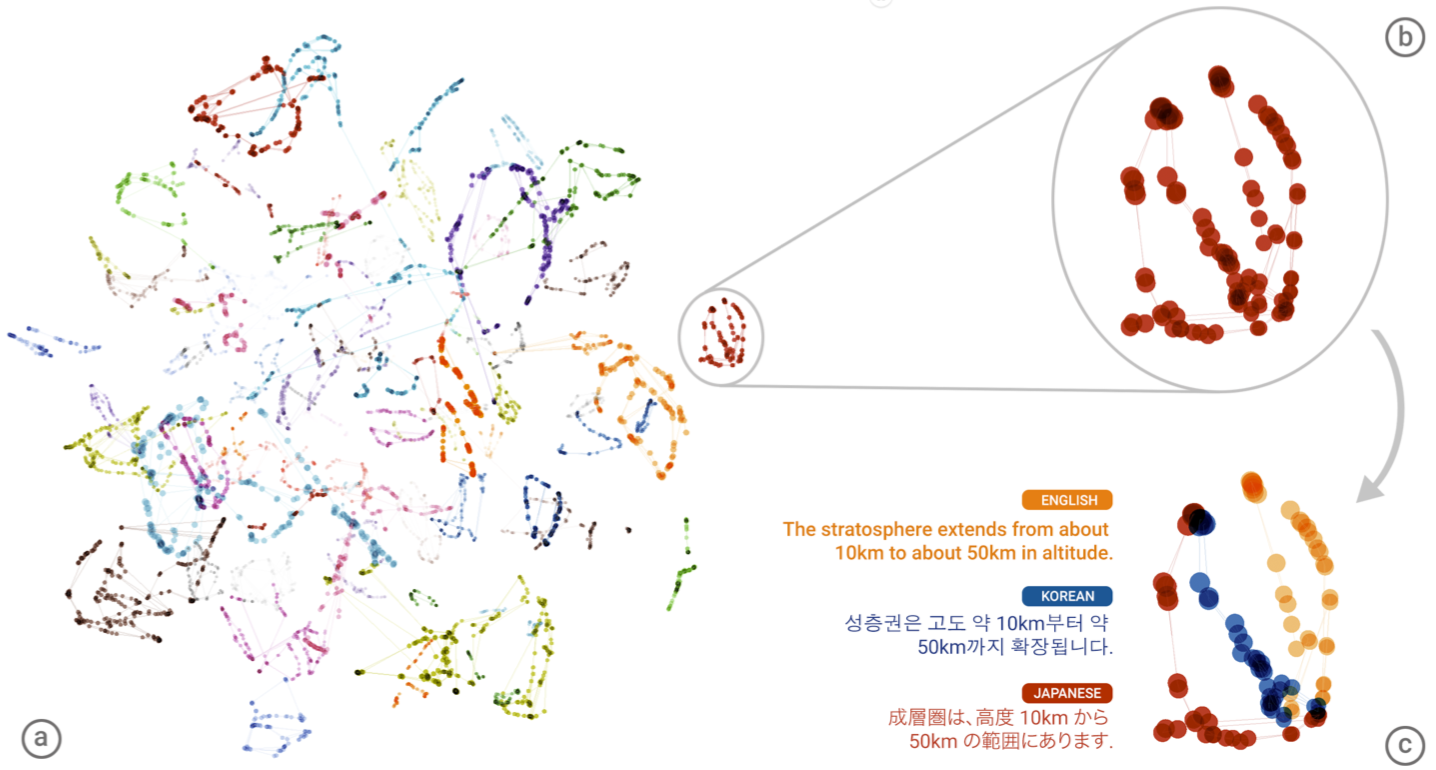 b
ENGLISH
The stratosphere extends from about
10km to about 50km in altitude.
KOREAN
성층권은 고도 약 10km부터 약
50km까지 확장됩니다.
JAPANESE
成層圏は、高度 10km から
50km の範囲にあります。
a
c